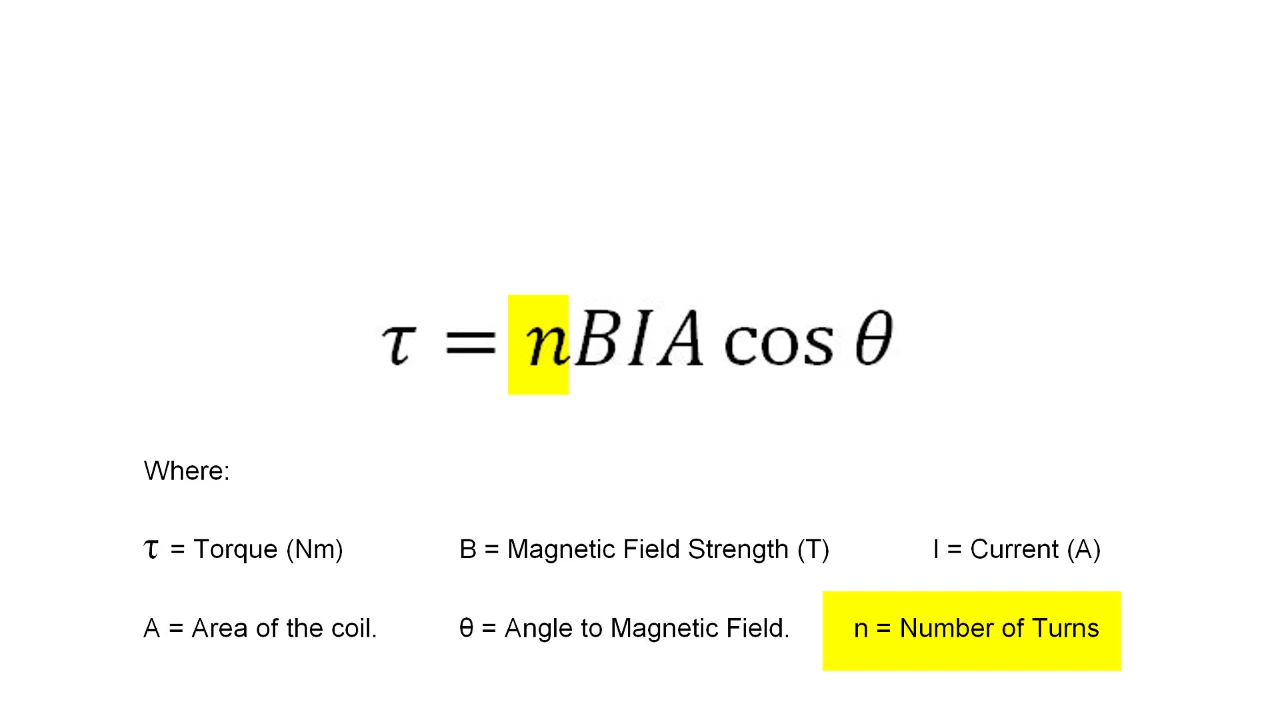 τ = nBIA cos θ
Where:
τ = Torque (Nm) B = Magnetic Field Strength (T) I = Current (A)
A = Area of the coil. θ = Angle to Magnetic Field. n = Number of Turns